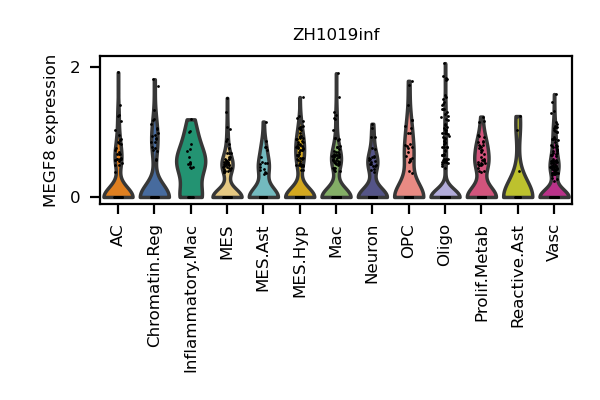 ZH1019inf
MEGF8 expression
2
0
AC
Chromatin.Reg
Inflammatory.Mac
MES
MES.Ast
MES.Hyp
Mac
Neuron
OPC
Oligo
Prolif.Metab
Reactive.Ast
Vasc